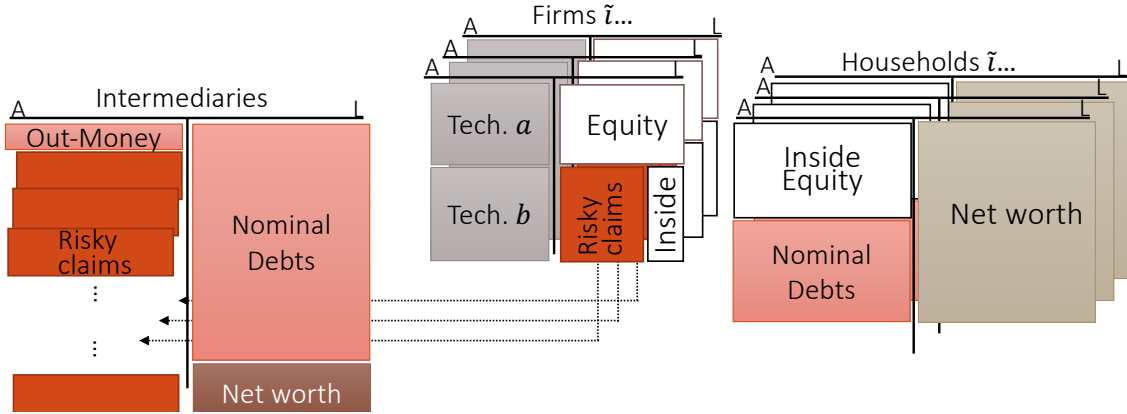 Intermediaries
A
L
Out-Money
Risky
claims
...
...
Nominal
Debts
Net worth
Firms ĩ...
A
L
A
L
A
L
Tech. a
Equity
Tech. b
Risky
claims
Inside
Households ĩ...
A
L
A
L
A
L
Inside
Equity
Nominal
Debts
Net worth